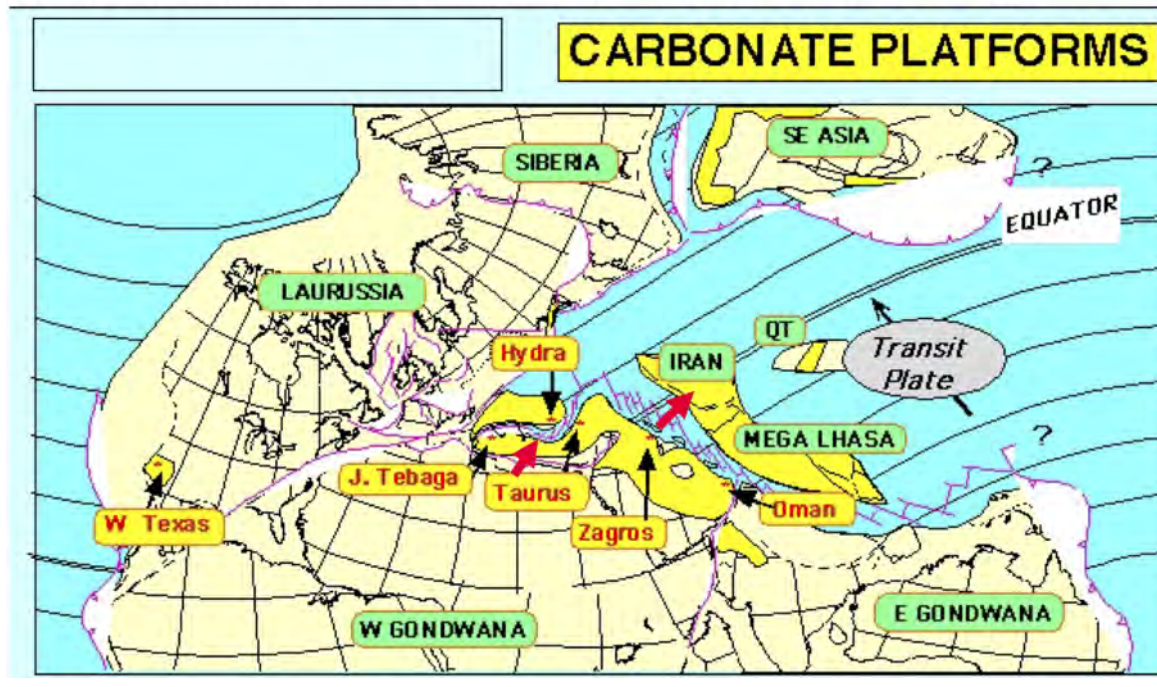 CARBONATE PLATFORMS
SE ASIA
SIBERIA
?
EQUATOR
LAURUSSIA
QT
Transit
Plate
Hydra
IRAN
MEGA LHASA
?
J. Tebaga
Taurus
Oman
W Texas
Zagros
W GONDWANA
E GONDWANA